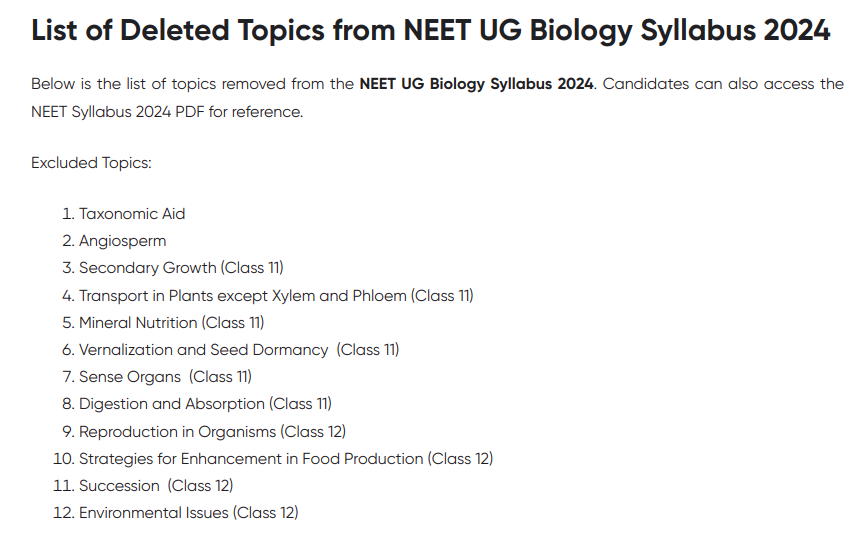 List of Deleted Topics from NEET UG Biology Syllabus 2024
Below is the list of topics removed from the NEET UG Biology Syllabus 2024. Candidates can also access the
NEET Syllabus 2024 PDF for reference.
Excluded Topics:
1. Taxonomic Aid
2. Angiosperm
3. Secondary Growth (Class 11)
4. Transport in Plants except Xylem and Phloem (Class 11)
5. Mineral Nutrition (Class 11)
6. Vernalization and Seed Dormancy (Class 11)
7. Sense Organs (Class 11)
8. Digestion and Absorption (Class 11)
9. Reproduction in Organisms (Class 12)
10. Strategies for Enhancement in Food Production (Class 12)
11. Succession (Class 12)
12. Environmental Issues (Class 12)